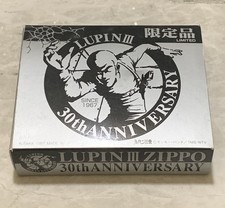 限定品
LIMITED
LUPIN III
SINCE
1967
30th ANNIVERSARY
LUPIN III ZIPPO
30th ANNIVERSARY